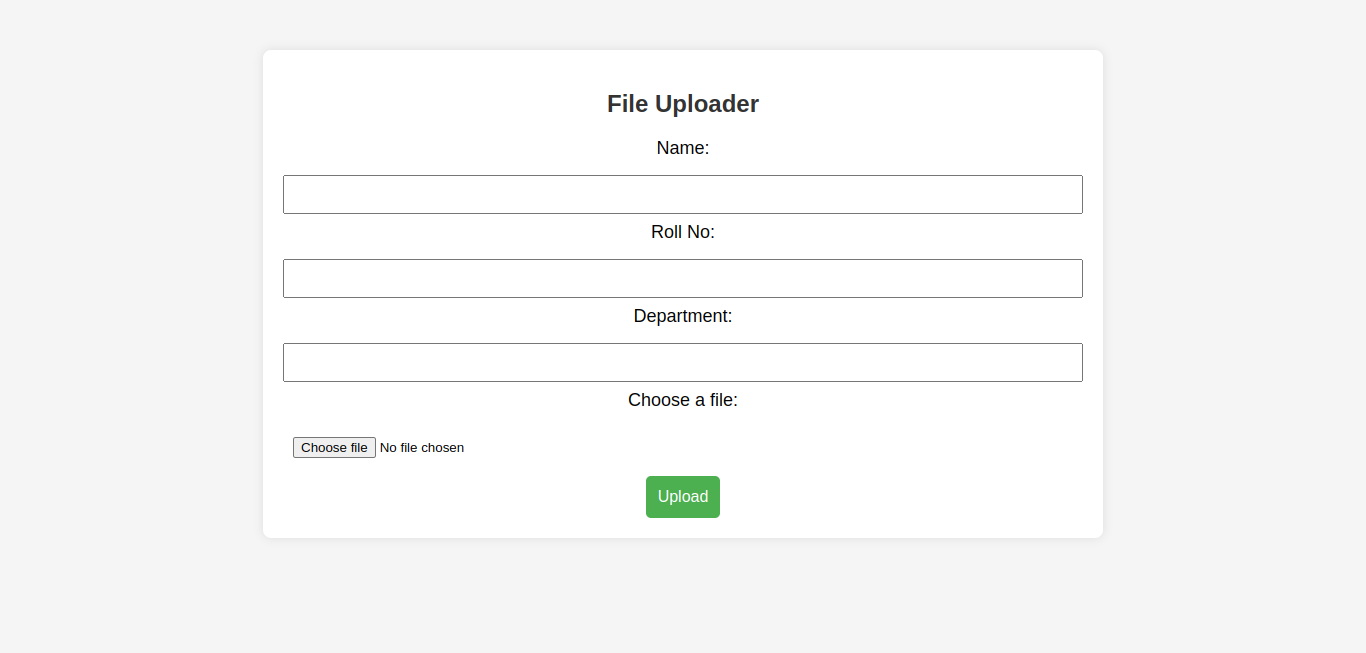 File Uploader
Name:
Roll No:
Department:
Choose a file:
Choose file No file chosen
Upload